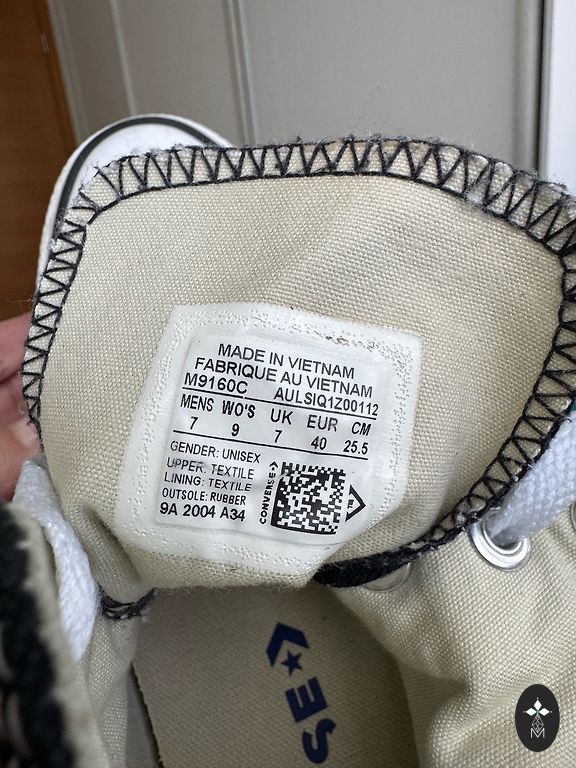 MADE IN VIETNAM
FABRIQUE AU VIETNAM
M9160C AULSIQ1Z00112
MENS WO'S UK EUR CM
7 9 7 40 25.5
GENDER: UNISEX
UPPER: TEXTILE
LINING: TEXTILE
OUTSOLE: RUBBER
9A 2004 A34
CONVERSE
SE
M